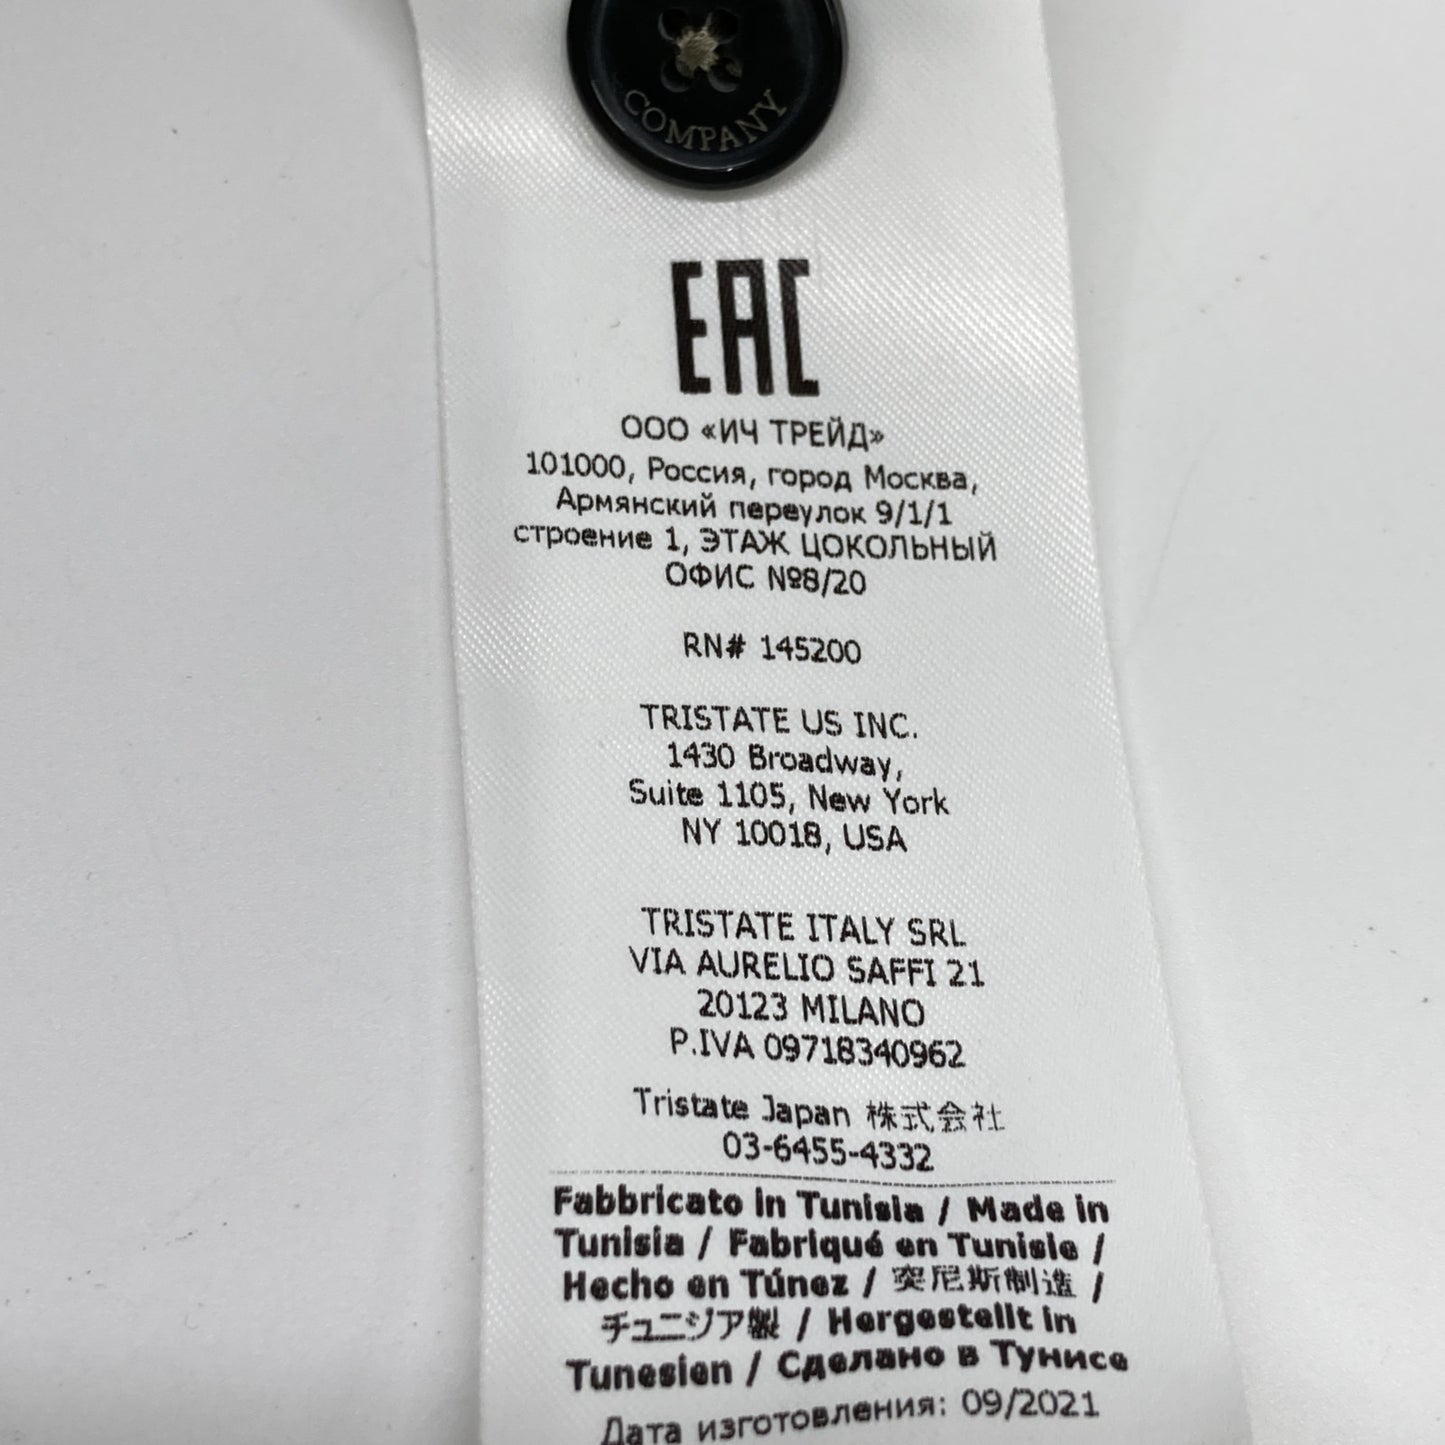 COMPANY
EAC
ООО «ИЧ ТРЕЙД»
101000, Россия, город Москва,
Армянский переулок 9/1/1
строение 1, ЭТАЖ ЦОКОЛЬНЫЙ
ОФИС №8/20
RN# 145200
TRISTATE US INC.
1430 Broadway,
Suite 1105, New York
NY 10018, USA
TRISTATE ITALY SRL
VIA AURELIO SAFFI 21
20123 MILANO
P.IVA 09718340962
Tristate Japan 株式会社
03-6455-4332
Fabbricato in Tunisia / Made in
Tunisia / Fabriqué en Tunisie /
Hecho en Túnez / 突尼斯制造 /
チュニジア製 / Hergestellt in
Tunesien / Сделано в Тунисе
Дата изготовления: 09/2021